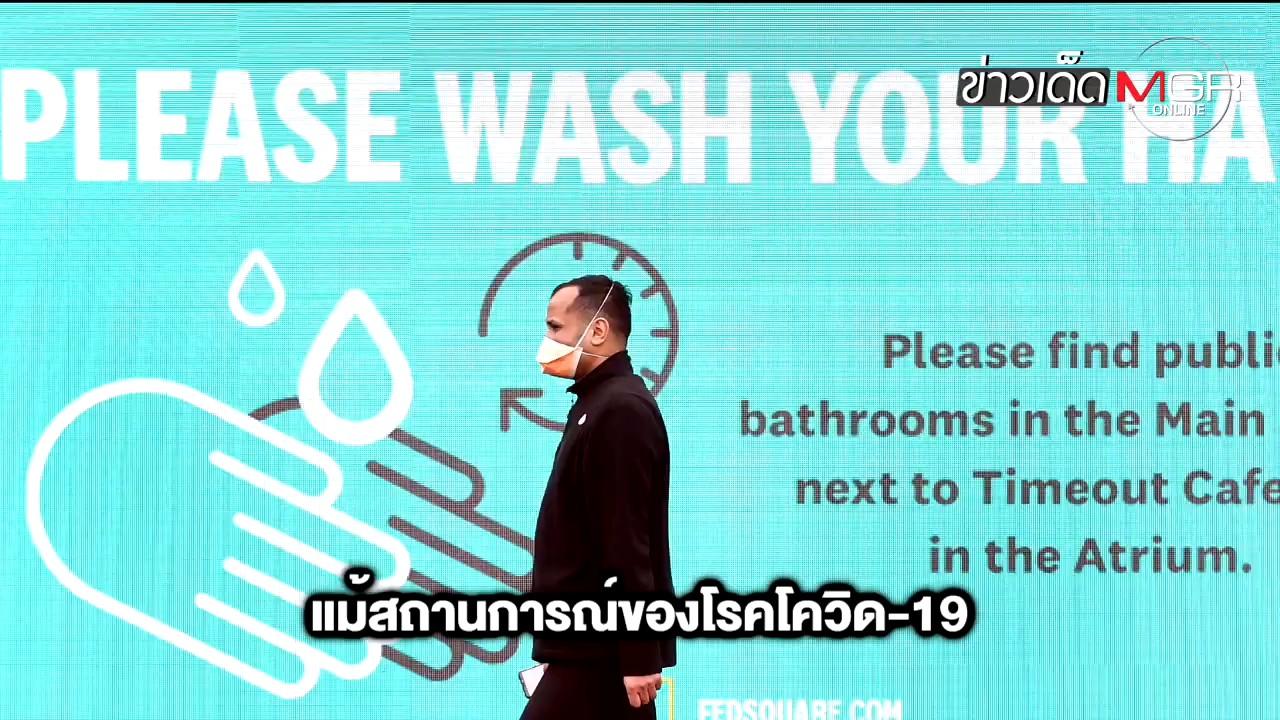 ข่าวเด็ด MGR
ONLINE
PLEASE WASH YOUR HA
Please find public
bathrooms in the Main
next to Timeout Cafe
in the Atrium.
แม้สถานการณ์ของโรคโควิด-19
FEDSQUARE.COM